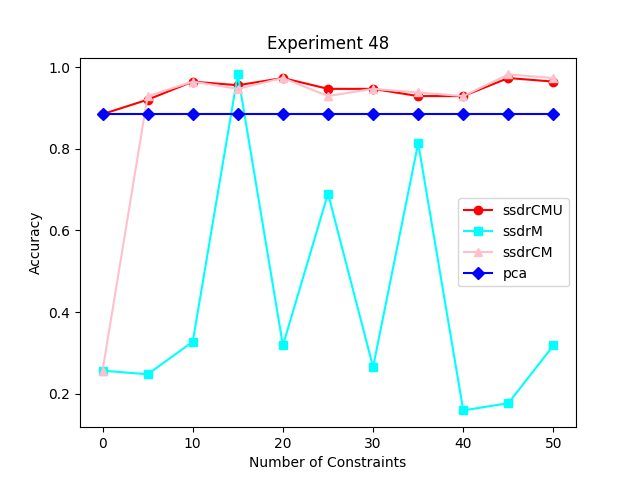 Experiment 48
Accuracy
1.0
0.8
0.6
0.4
0.2
ssdrCMU
ssdrM
ssdrCM
pca
0 10 20 30 40 50
Number of Constraints